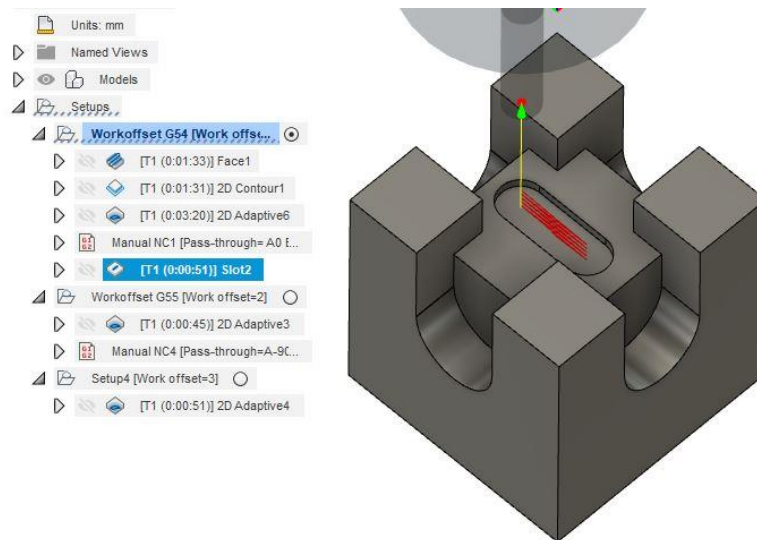 Units: mm
Named Views
Models
Setups
Workoffset G54 [Work offs...
[T1 (0:01:33)] Face1
[T1 (0:01:31)] 2D Contour1
[T1 (0:03:20)] 2D Adaptive6
Manual NC1 [Pass-through= A0 B...
[T1 (0:00:51)] Slot2
Workoffset G55 [Work offset=2]
[T1 (0:00:45)] 2D Adaptive3
Manual NC4 [Pass-through=A-90...
Setup4 [Work offset=3]
[T1 (0:00:51)] 2D Adaptive4